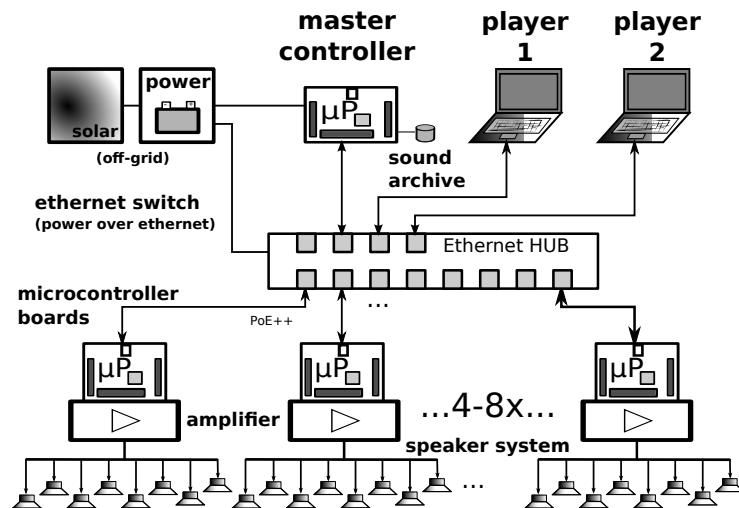 master
controller
player
1
player
2
power
solar
(off-grid)
µP
sound
archive
ethernet switch
(power over ethernet)
Ethernet HUB
microcontroller
boards
...
PoE++
µP
µP
µP
amplifier
...4-8x...
speaker system
...